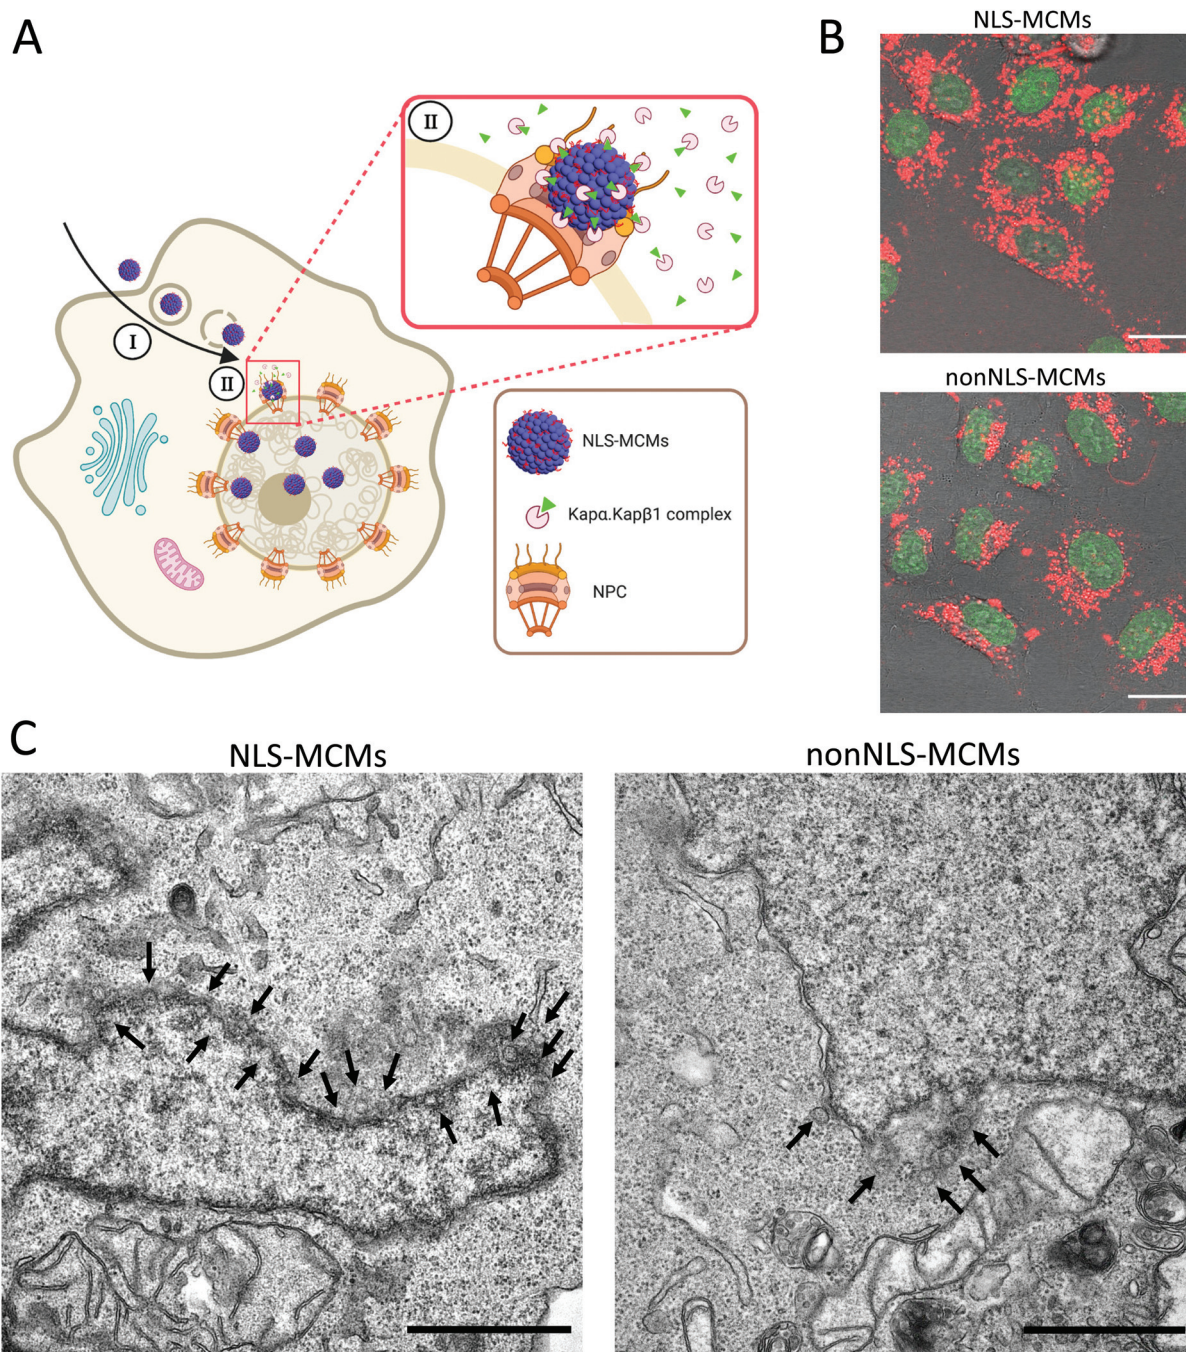 A
B
NLS-MCMs
II
I
II
nonNLS-MCMs
NLS-MCMs
Kapα.Kapβ1 complex
NPC
C
NLS-MCMs
nonNLS-MCMs